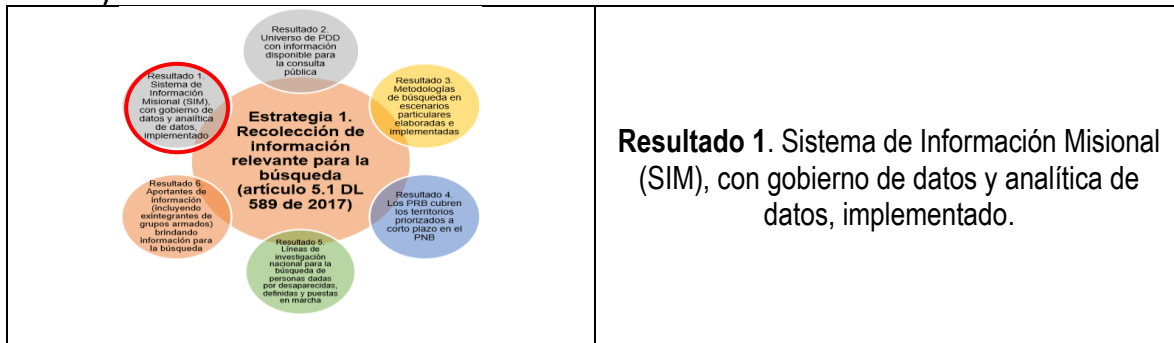 Resultado 2.
Universo de PDD
con información
disponible para
la consulta
pública
Resultado 1.
Sistema de
Información
Misional (SIM),
con gobierno de
datos y analítica
de datos,
implementado
Resultado 3.
Metodologías
de búsqueda en
escenarios
particulares
elaboradas e
implementadas
Estrategia 1.
Recolección de
información
relevante para la
búsqueda
(artículo 5.1 DL
589 de 2017)
Resultado 6.
Aportantes de
información
(incluyendo
exintegrantes de
grupos armados)
brindando
información para
la búsqueda
Resultado 4.
Los PRB cubren
los territorios
priorizados a
corto plazo en el
PNB
Resultado 5.
Líneas de
investigación
nacional para la
búsqueda de
personas dadas
por desaparecidas,
definidas y puestas
en marcha
Resultado 1. Sistema de Información Misional
(SIM), con gobierno de datos y analítica de
datos, implementado.